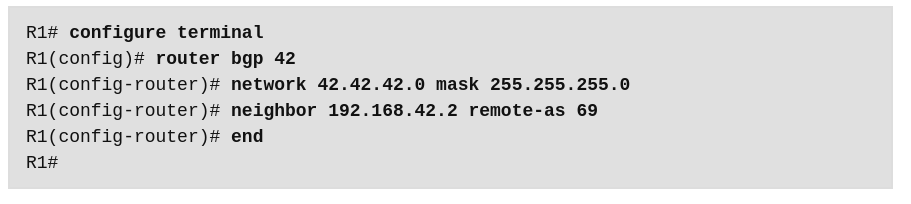 R1# configure terminal
R1(config)# router bgp 42
R1(config-router)# network 42.42.42.0 mask 255.255.255.0
R1(config-router)# neighbor 192.168.42.2 remote-as 69
R1(config-router)# end
R1#